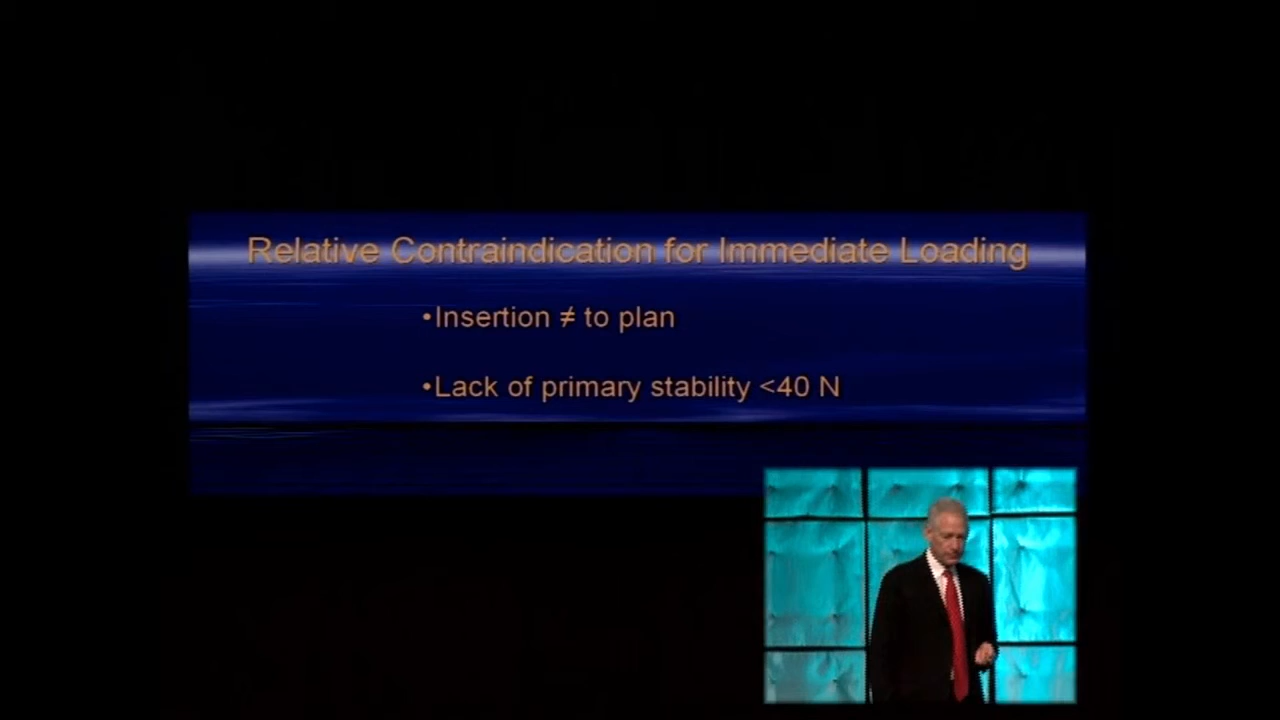 Relative Contraindication for Immediate Loading
•Insertion ≠ to plan
•Lack of primary stability <40 N